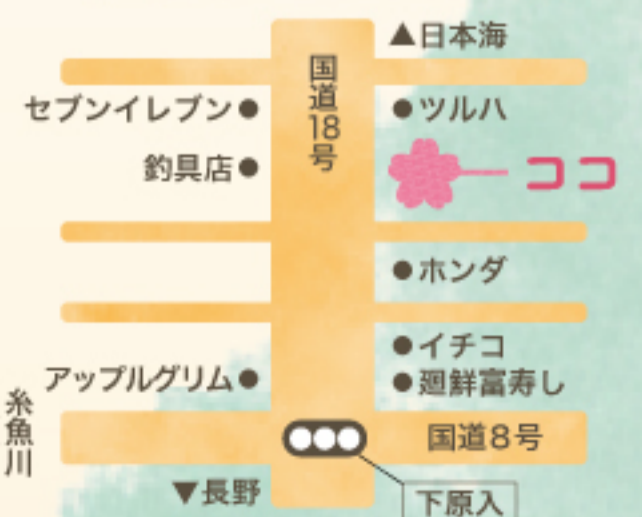 ▲日本海
国道18号
セブンイレブン●
●ツルハ
釣具店●
ココ
●ホンダ
●イチコ
アップルグリム●
●廻鮮富寿し
糸魚川
国道8号
▼長野
下原入